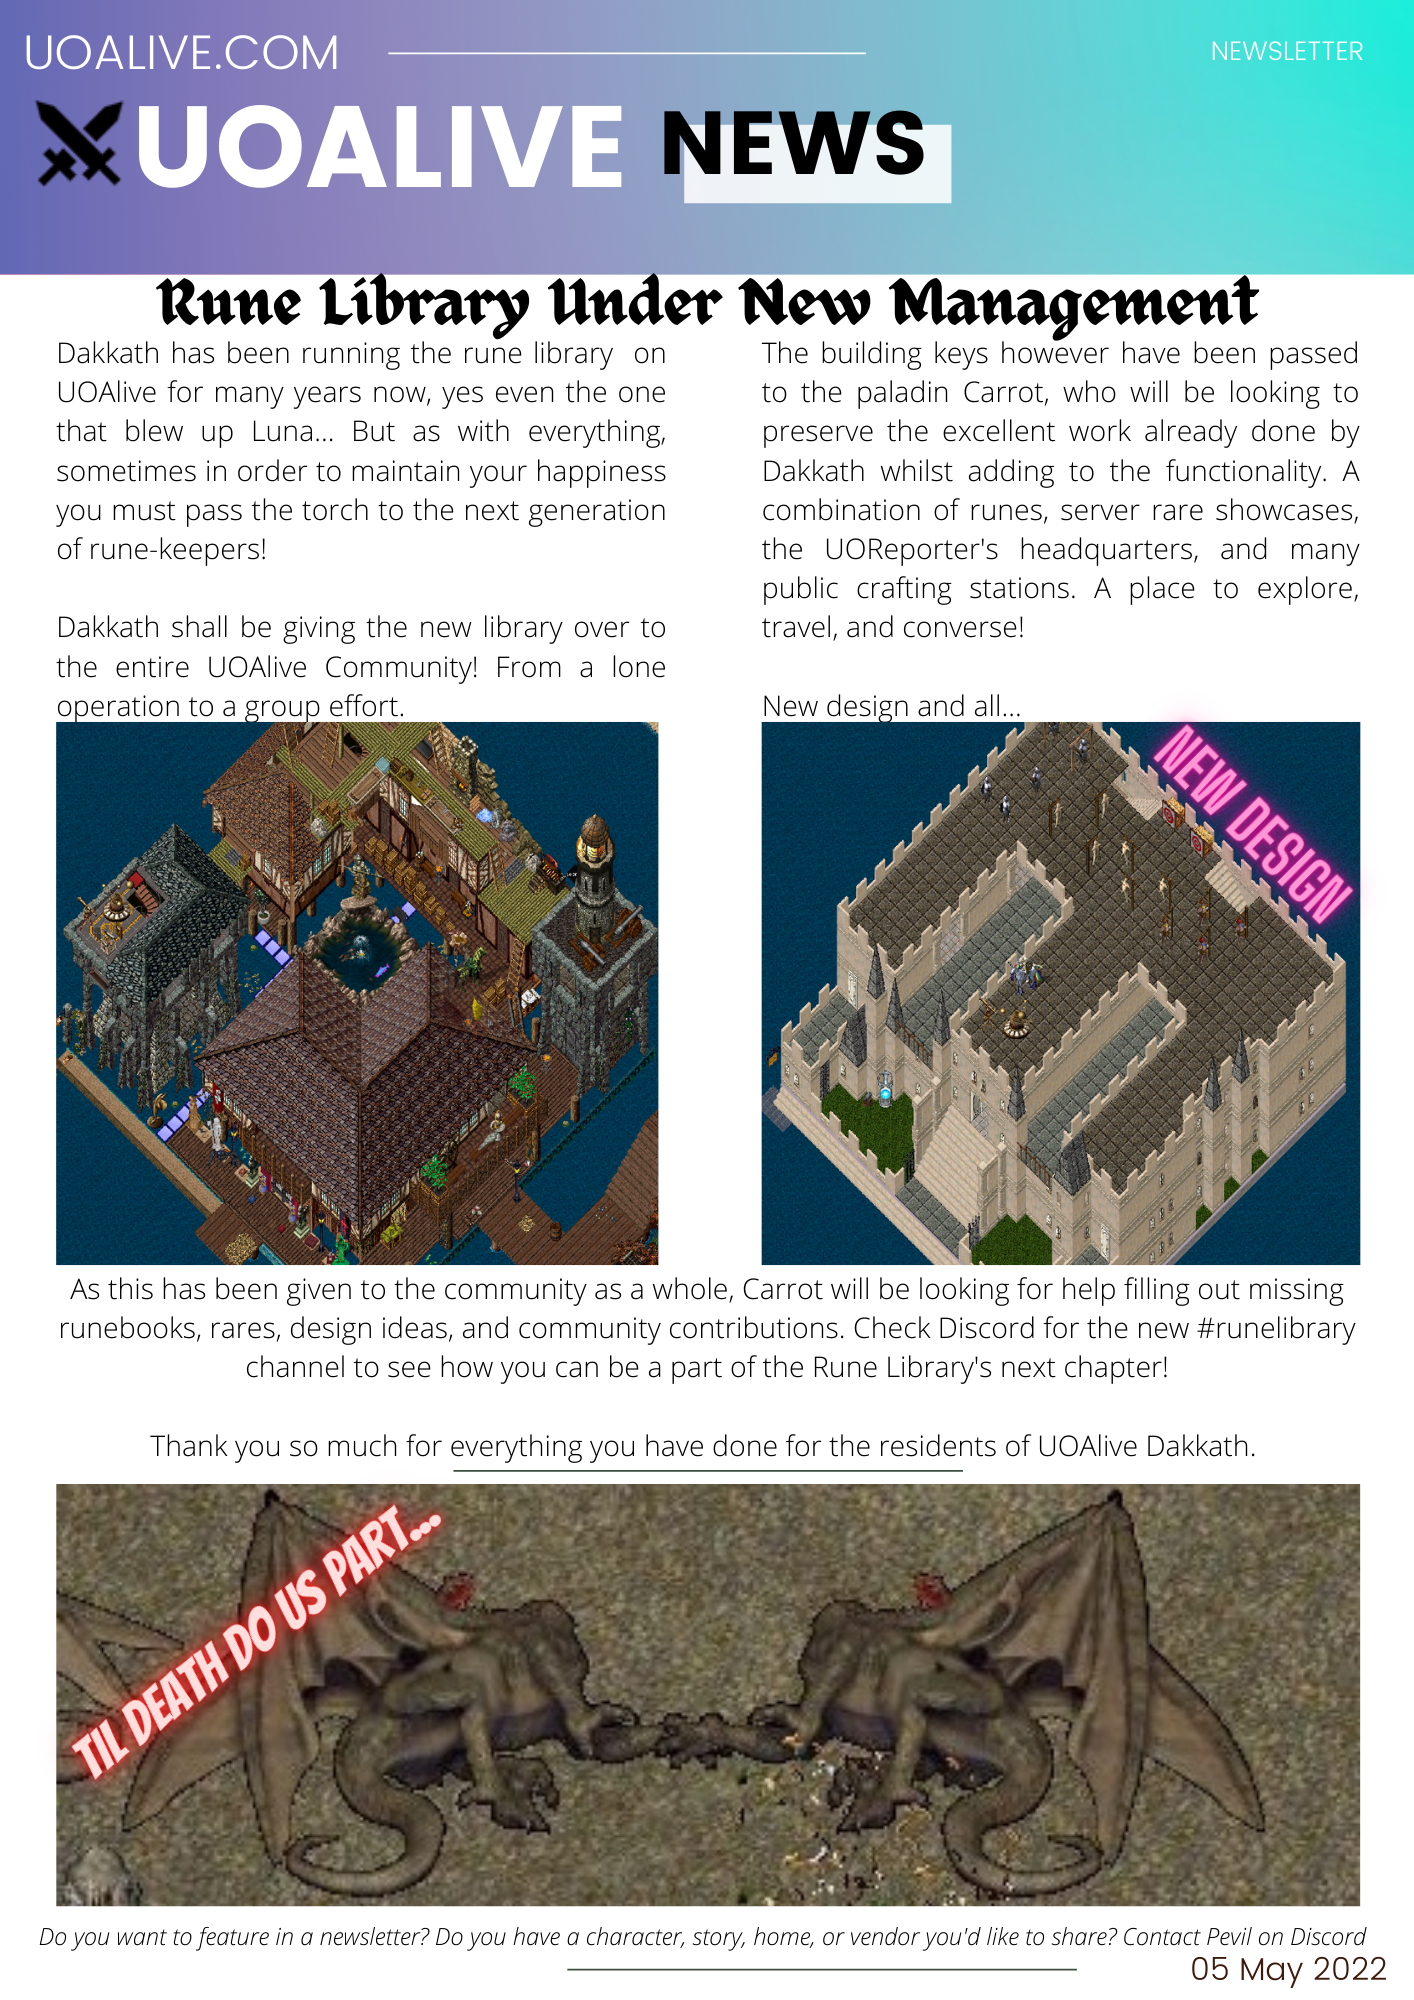 UOALIVE.COM
NEWSLETTER
UOALIVE NEWS
Rune Library Under New Management
Dakkath has been running the rune library on
UOAlive for many years now, yes even the one
that blew up Luna... But as with everything,
sometimes in order to maintain your happiness
you must pass the torch to the next generation
of rune-keepers!
Dakkath shall be giving the new library over to
the entire UOAlive Community! From a lone
operation to a group effort.
The building keys however have been passed
to the paladin Carrot, who will be looking to
preserve the excellent work already done by
Dakkath whilst adding to the functionality. A
combination of runes, server rare showcases,
the UOReporter's headquarters, and many
public crafting stations. A place to explore,
travel, and converse!
New design and all...
NEW DESIGN
As this has been given to the community as a whole, Carrot will be looking for help filling out missing
runebooks, rares, design ideas, and community contributions. Check Discord for the new #runelibrary
channel to see how you can be a part of the Rune Library's next chapter!
Thank you so much for everything you have done for the residents of UOAlive Dakkath.
TIL DEATH DO US PART...
Do you want to feature in a newsletter? Do you have a character, story, home, or vendor you'd like to share? Contact Pevil on Discord
05 May 2022